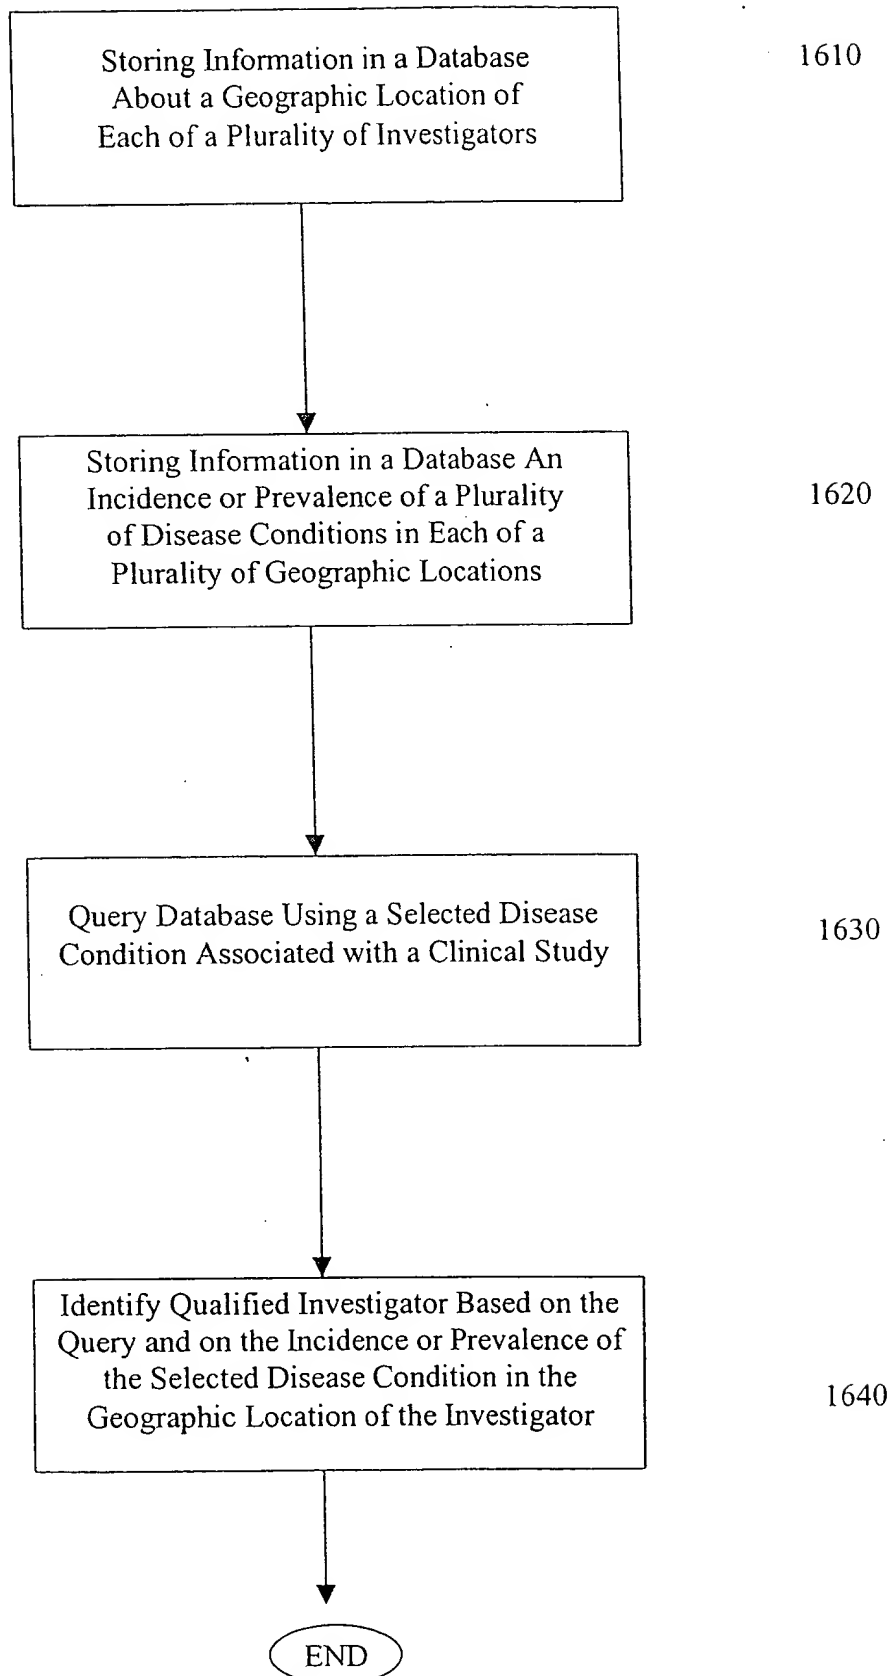 Storing Information in a Database
About a Geographic Location of
Each of a Plurality of Investigators
1610
Storing Information in a Database An
Incidence or Prevalence of a Plurality
of Disease Conditions in Each of a
Plurality of Geographic Locations
1620
Query Database Using a Selected Disease
Condition Associated with a Clinical Study
1630
Identify Qualified Investigator Based on the
Query and on the Incidence or Prevalence of
the Selected Disease Condition in the
Geographic Location of the Investigator
1640
END